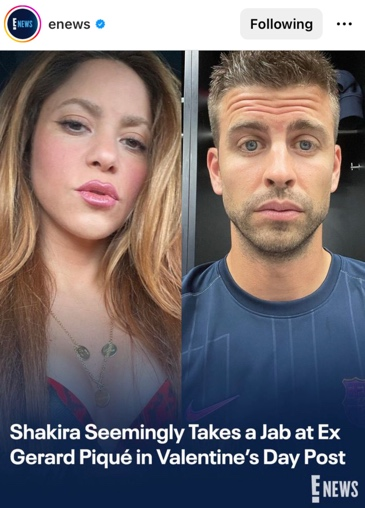 E NEWS
enews
Following
Shakira Seemingly Takes a Jab at Ex
Gerard Piqué in Valentine's Day Post
E NEWS